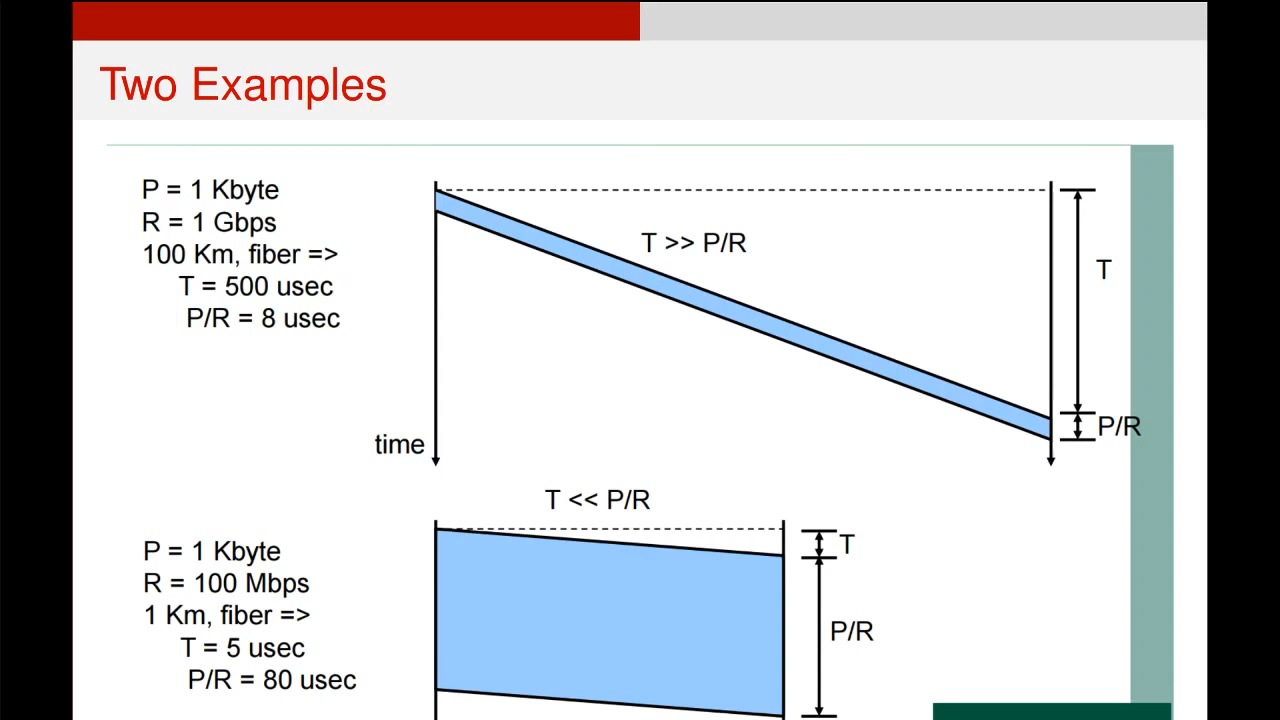 Two Examples
P = 1 Kbyte
R = 1 Gbps
100 Km, fiber =>
T = 500 usec
P/R = 8 usec
T >> P/R
T
P/R
time
T << P/R
P = 1 Kbyte
R = 100 Mbps
1 Km, fiber =>
T = 5 usec
P/R = 80 usec
T
P/R